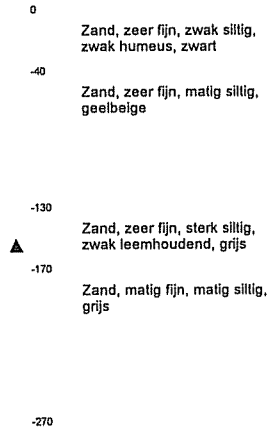 0
Zand, zeer fijn, zwak siltig,
zwak humeus, zwart
-40
Zand, zeer fijn, matig siltig,
geelbeige
-130
Zand, zeer fijn, sterk siltig,
zwak leemhoudend, grijs
-170
Zand, matig fijn, matig siltig,
grijs
-270